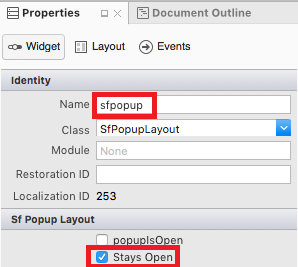 Properties Document Outline
Widget Layout Events
Identity
Name sfpopup
Class SfPopupLayout
Module None
Restoration ID
Localization ID 253
Sf Popup Layout
popupIsOpen
Stays Open